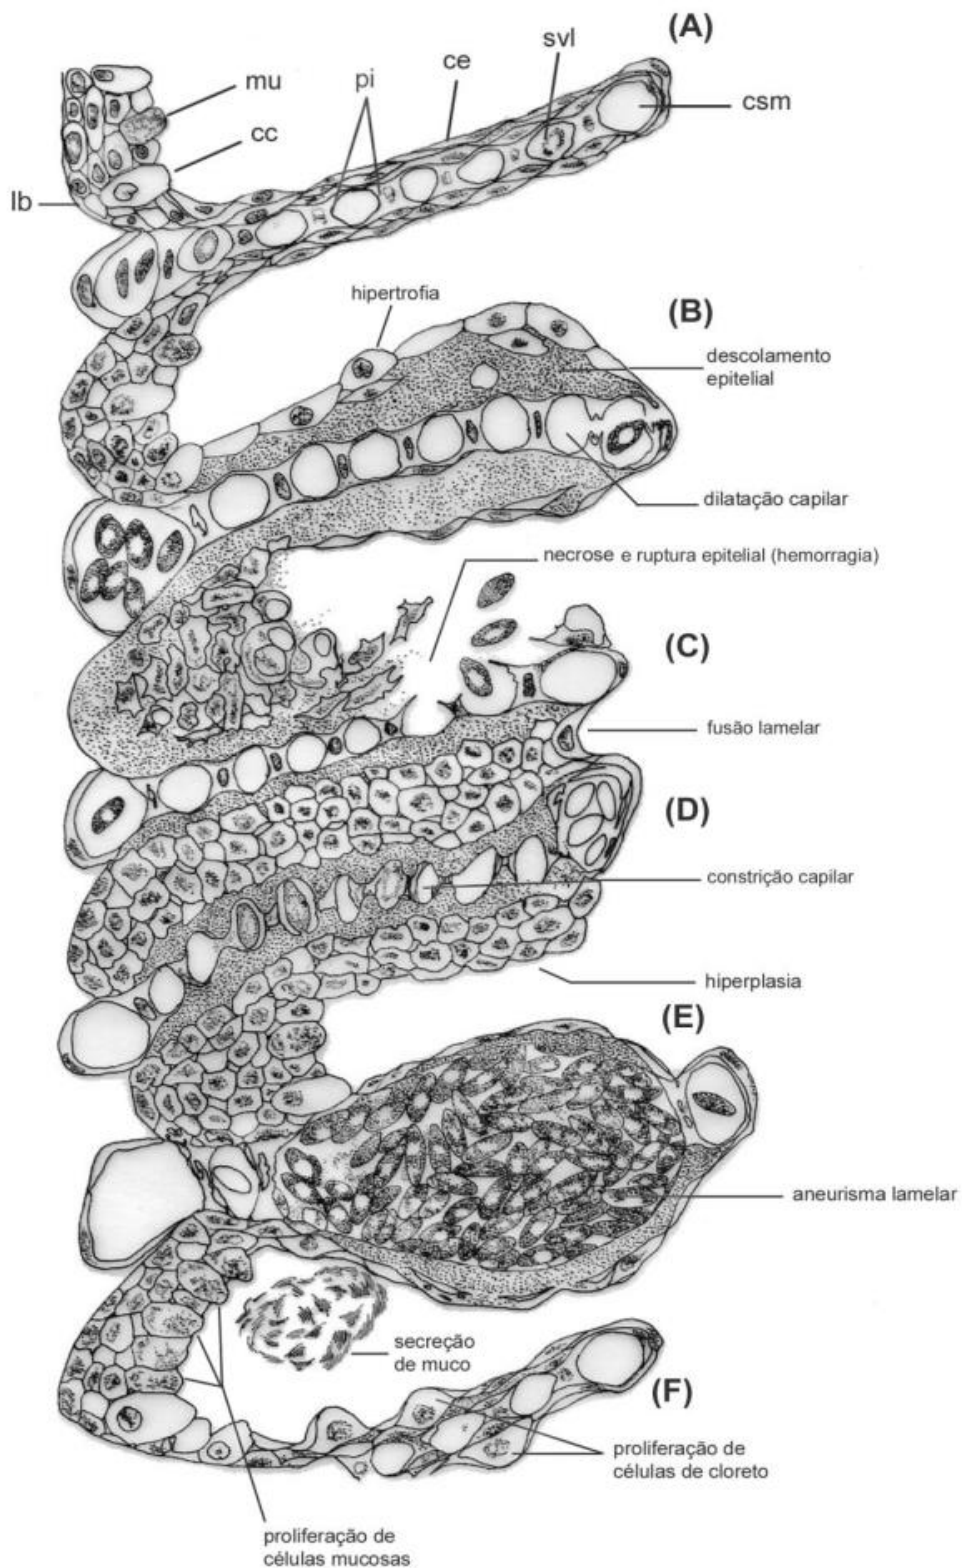 (A)
svl
ce
pi
mu
csm
cc
lb
hipertrofia
(B)
descolamento
epitelial
dilatação capilar
necrose e ruptura epitelial (hemorragia)
(C)
fusão lamelar
(D)
constrição capilar
hiperplasia
(E)
aneurisma lamelar
secreção
de muco
(F)
proliferação de
células de cloreto
proliferação de
células mucosas